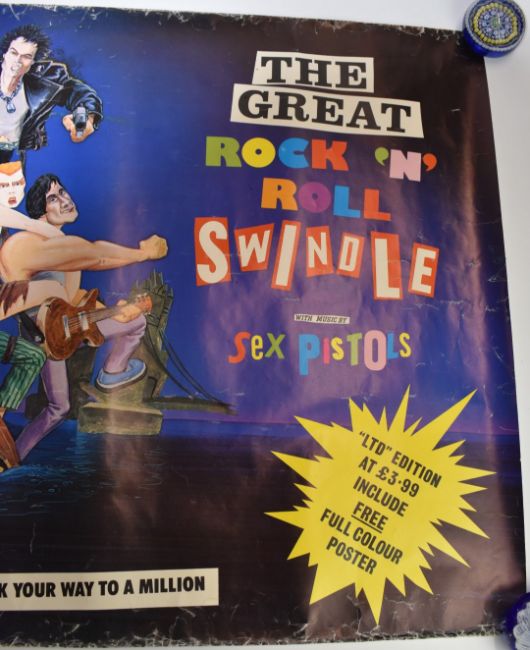 THE
GREAT
ROCK 'N'
ROLL
SWINDLE
WITH MUSIC BY
SEX PISTOLS
"LTD" EDITION
AT £3·99
INCLUDE
FREE
FULL COLOUR
POSTER
K YOUR WAY TO A MILLION